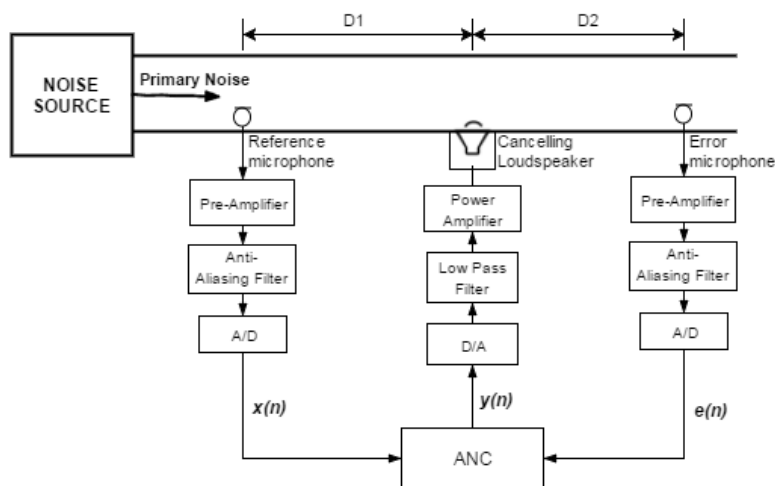 D1
D2
NOISE
SOURCE
Primary Noise
Reference
microphone
Cancelling
Loudspeaker
Error
microphone
Pre-Amplifier
Power
Amplifier
Pre-Amplifier
Anti-
Aliasing Filter
Low Pass
Filter
Anti-
Aliasing Filter
A/D
D/A
A/D
x(n)
y(n)
e(n)
ANC